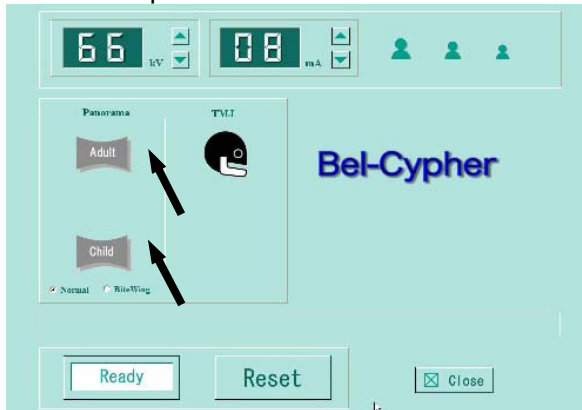 66 kV 08 mA
Panorama TMJ
Adult
Bel-Cypher
Child
Normal BiteWing
Ready Reset Close